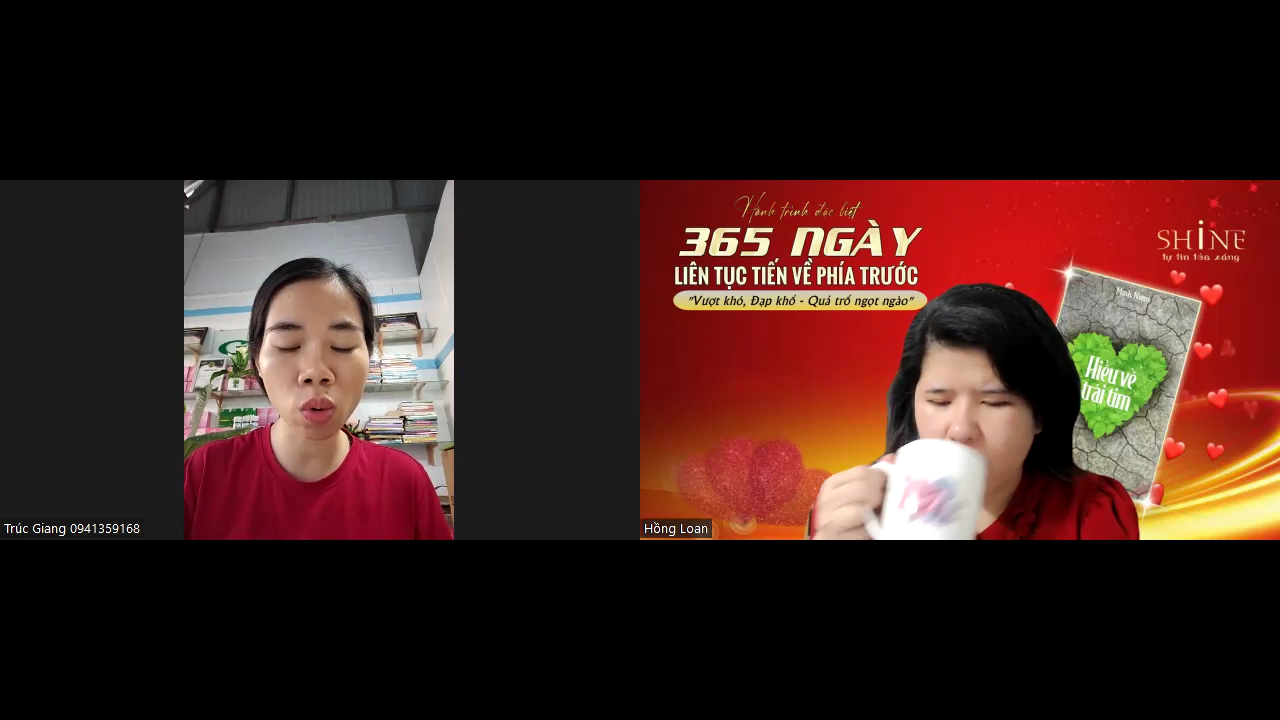 Hành trình đặc biệt
365 NGÀY
LIÊN TỤC TIẾN VỀ PHÍA TRƯỚC
"Vượt khó, Đạp khổ - Quả trổ ngọt ngào"
SHINE
tự tin tỏa sáng
Minh Niệm
Hiểu về
trái tim
Trúc Giang 0941359168
Hồng Loan